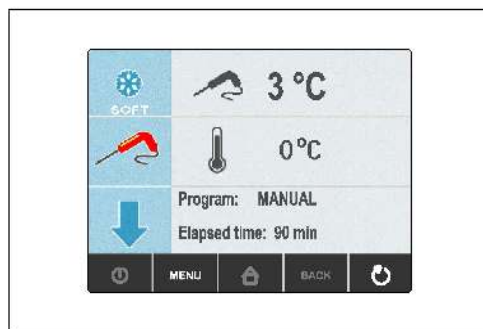 SOFT
3 °C
0°C
Program: MANUAL
Elapsed time: 90 min
MENU
BACK